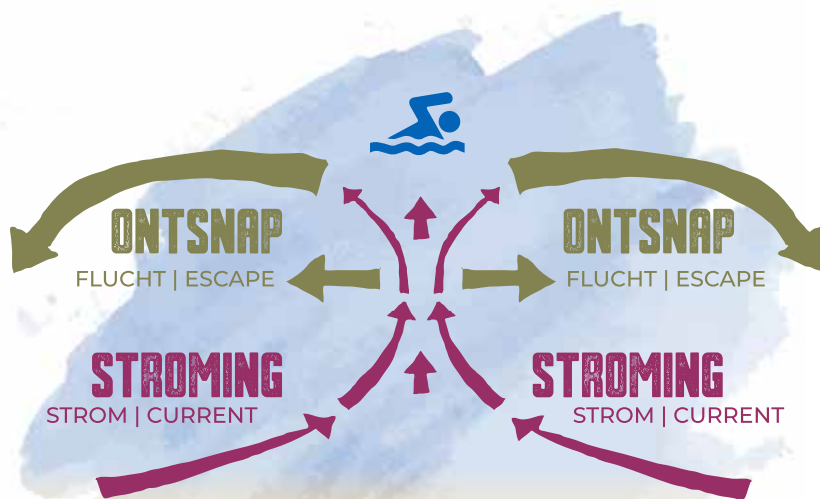 ONTSNAP
FLUCHT | ESCAPE
ONTSNAP
FLUCHT | ESCAPE
STROMING
STROM | CURRENT
STROMING
STROM | CURRENT